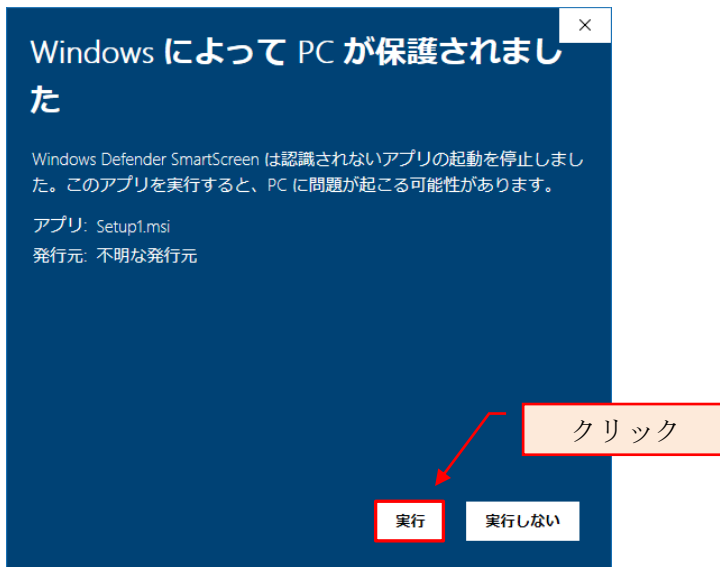 Windows によって PC が保護されまし
た
Windows Defender SmartScreen は認識されないアプリの起動を停止しまし
た。このアプリを実行すると、PC に問題が起こる可能性があります。
アプリ: Setup1.msi
発行元: 不明な発行元
クリック
実行
実行しない